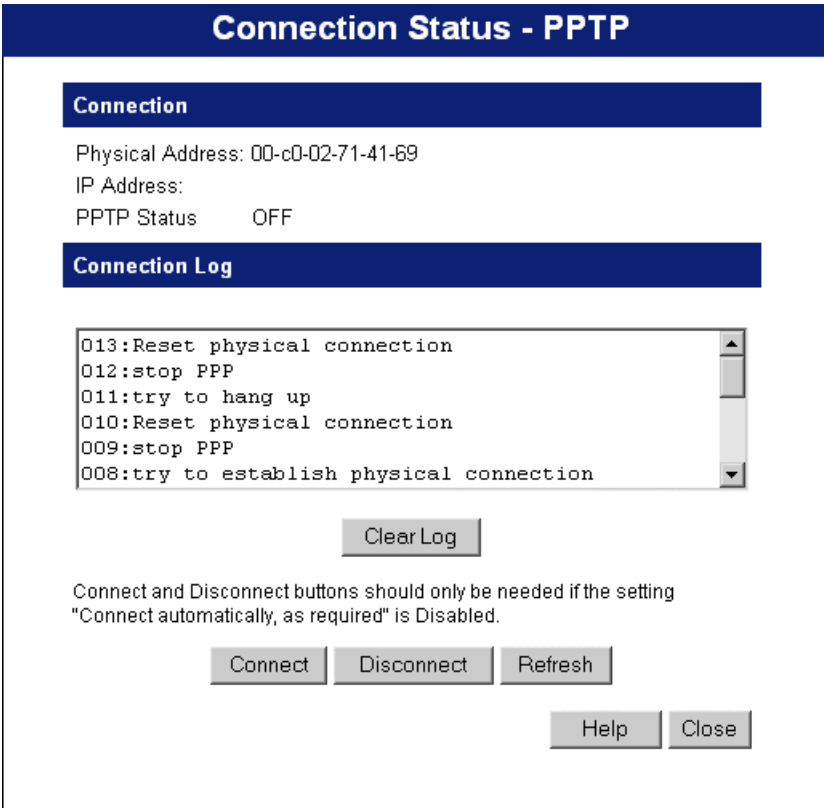 Connection Status - PPTP
Connection
Physical Address: 00-c0-02-71-41-69
IP Address:
PPTP Status OFF
Connection Log
013:Reset physical connection
012:stop PPP
011:try to hang up
010:Reset physical connection
009:stop PPP
008:try to establish physical connection
Clear Log
Connect and Disconnect buttons should only be needed if the setting
"Connect automatically, as required" is Disabled.
Connect Disconnect Refresh
Help Close